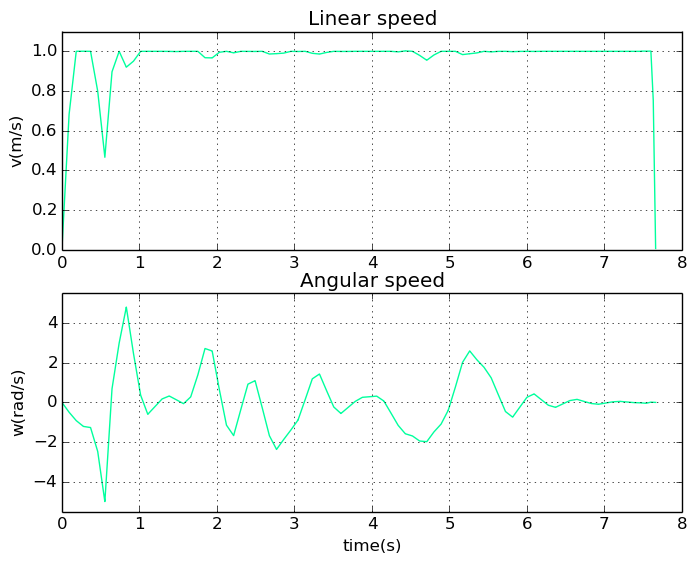 Linear speed
v(m/s)
1.0
0.8
0.6
0.4
0.2
0.0
0 1 2 3 4 5 6 7 8
Angular speed
w(rad/s)
4
2
0
−2
−4
0 1 2 3 4 5 6 7 8
time(s)